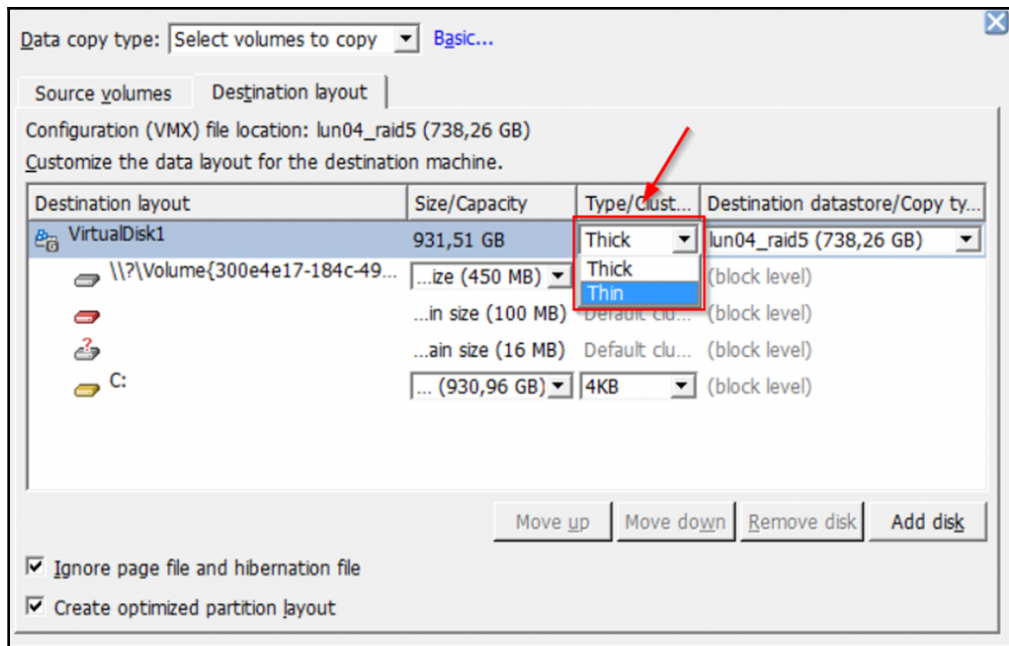 Data copy type: Select volumes to copy Basic...
Source volumes Destination layout
Configuration (VMX) file location: lun04_raid5 (738,26 GB)
Customize the data layout for the destination machine.
Destination layout Size/Capacity Type/Clust... Destination datastore/Copy ty...
VirtualDisk1 931,51 GB Thick lun04_raid5 (738,26 GB)
\\?\Volume{300e4e17-184c-49... ...ize (450 MB) Thick (block level)
Thin
...in size (100 MB) Default clu... (block level)
? ...ain size (16 MB) Default clu... (block level)
C: ... (930,96 GB) 4KB (block level)
Move up Move down Remove disk Add disk
Ignore page file and hibernation file
Create optimized partition layout